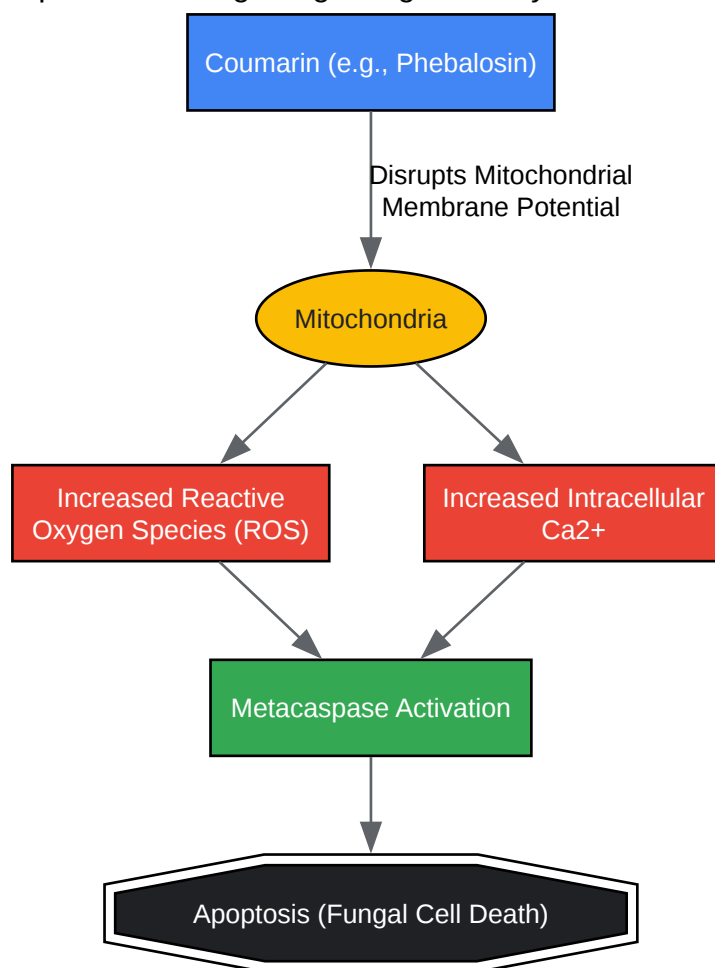 Coumarin (e.g., Phebalosin)
Disrupts Mitochondrial
Membrane Potential
Mitochondria
Increased Reactive
Oxygen Species (ROS)
Increased Intracellular
Ca2+
Metacaspase Activation
Apoptosis (Fungal Cell Death)